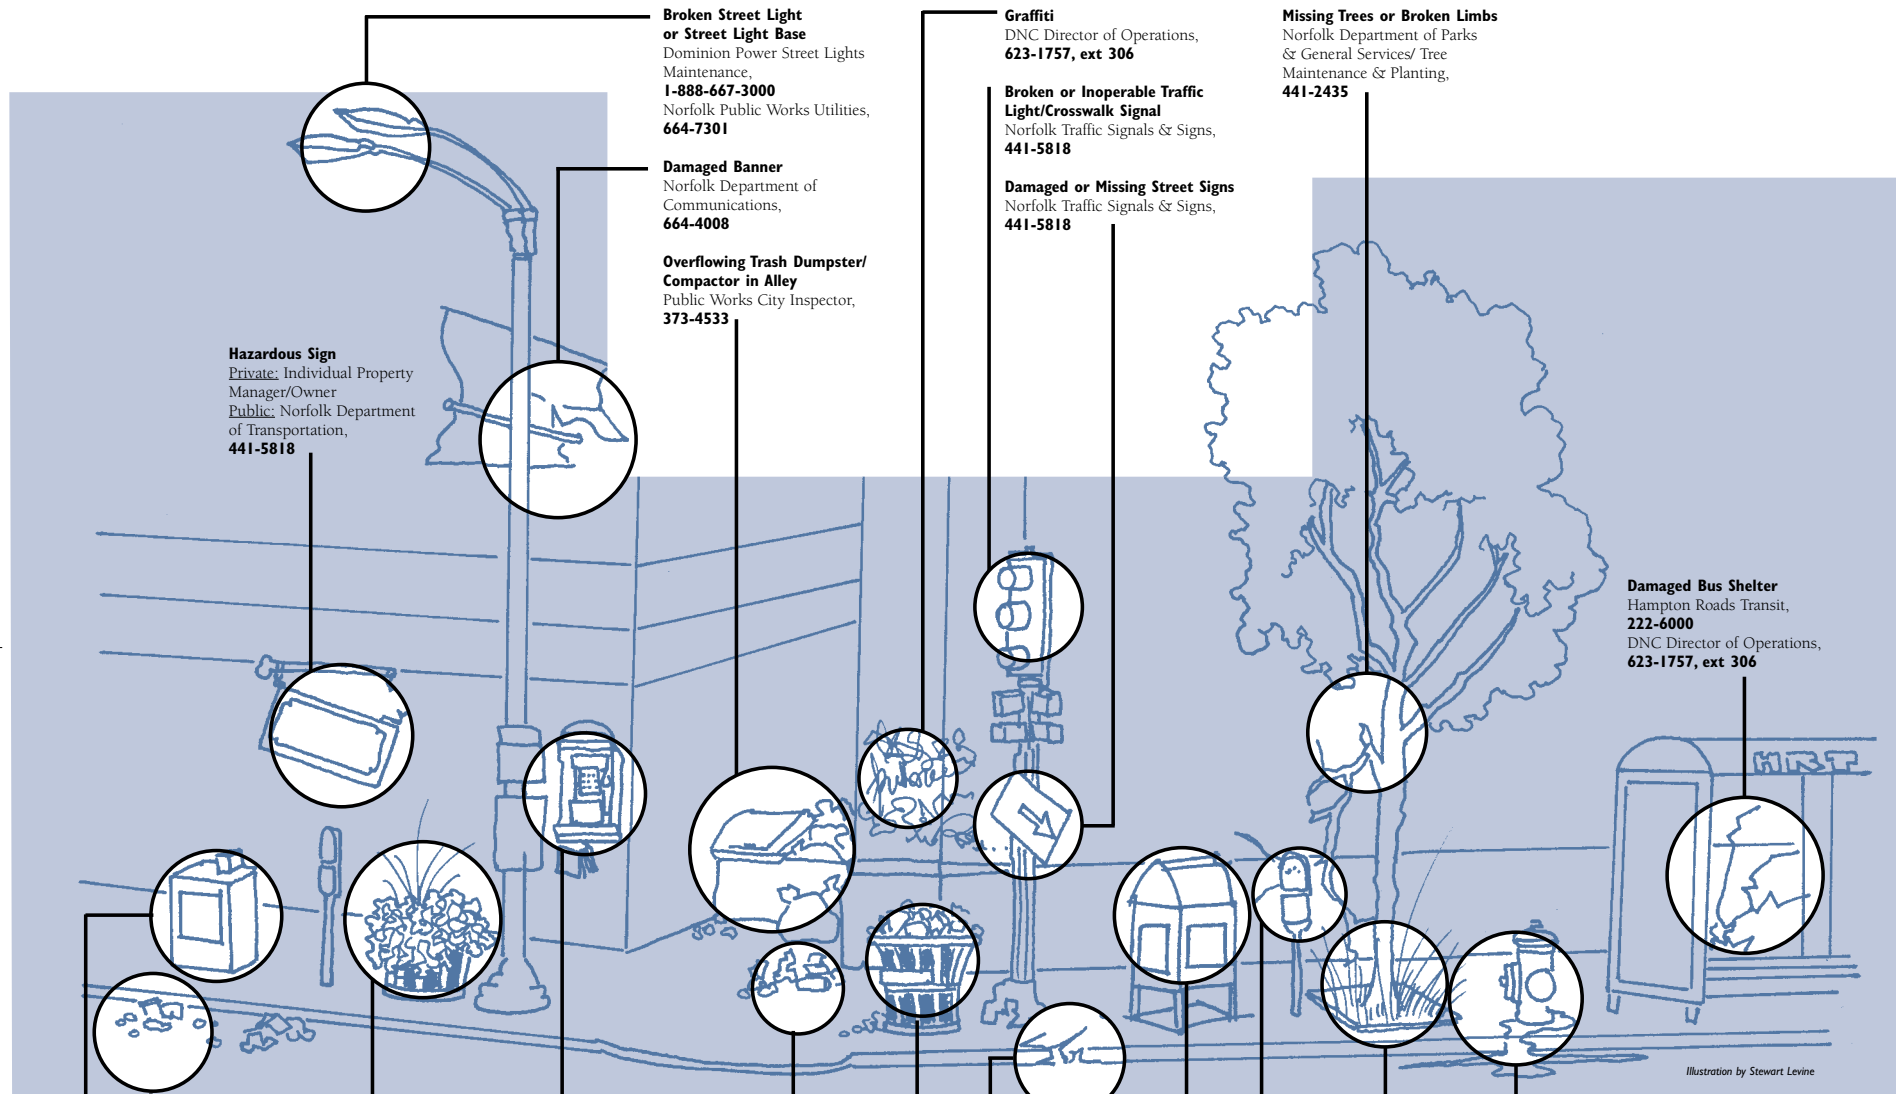 Broken Street Light
or Street Light Base
Dominion Power Street Lights
Maintenance,
1-888-667-3000
Norfolk Public Works Utilities,
664-7301
Damaged Banner
Norfolk Department of
Communications,
664-4008
Overflowing Trash Dumpster/
Compactor in Alley
Public Works City Inspector,
373-4533
Graffiti
DNC Director of Operations,
623-1757, ext 306
Broken or Inoperable Traffic
Light/Crosswalk Signal
Norfolk Traffic Signals & Signs,
441-5818
Damaged or Missing Street Signs
Norfolk Traffic Signals & Signs,
441-5818
Missing Trees or Broken Limbs
Norfolk Department of Parks
& General Services/ Tree
Maintenance & Planting,
441-2435
Hazardous Sign
Private: Individual Property
Manager/Owner
Public: Norfolk Department
of Transportation,
441-5818
Damaged Bus Shelter
Hampton Roads Transit,
222-6000
DNC Director of Operations,
623-1757, ext 306
HRT
Illustration by Stewart Levine